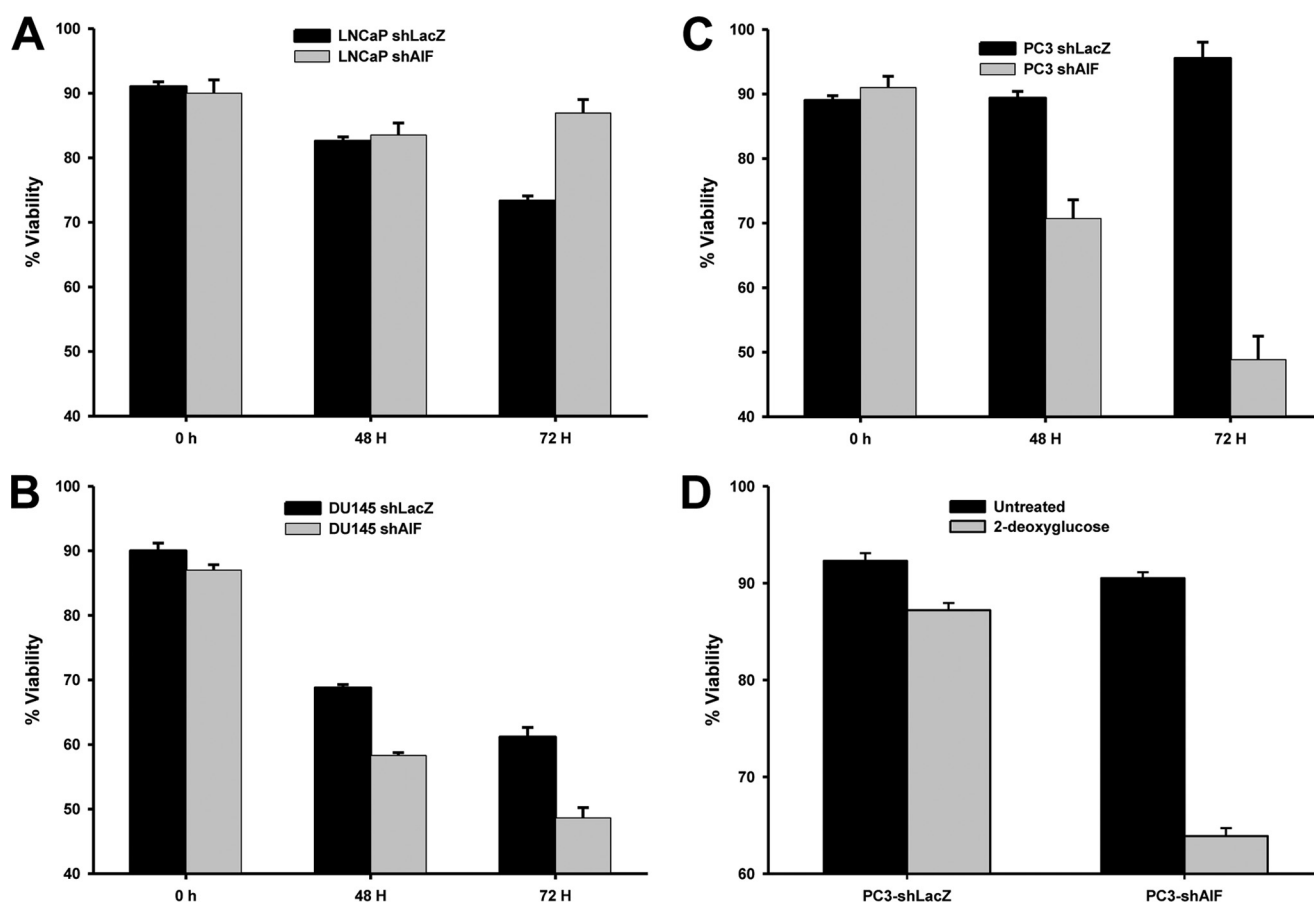 A
LNCaP shLacZ
LNCaP shAIF
% Viability
100
90
80
70
60
50
40
0 h
48 H
72 H
C
PC3 shLacZ
PC3 shAIF
% Viability
100
90
80
70
60
50
40
0 h
48 H
72 H
B
DU145 shLacZ
DU145 shAIF
% Viability
100
90
80
70
60
50
40
0 h
48 H
72 H
D
Untreated
2-deoxyglucose
% Viability
100
90
80
70
60
PC3-shLacZ
PC3-shAIF